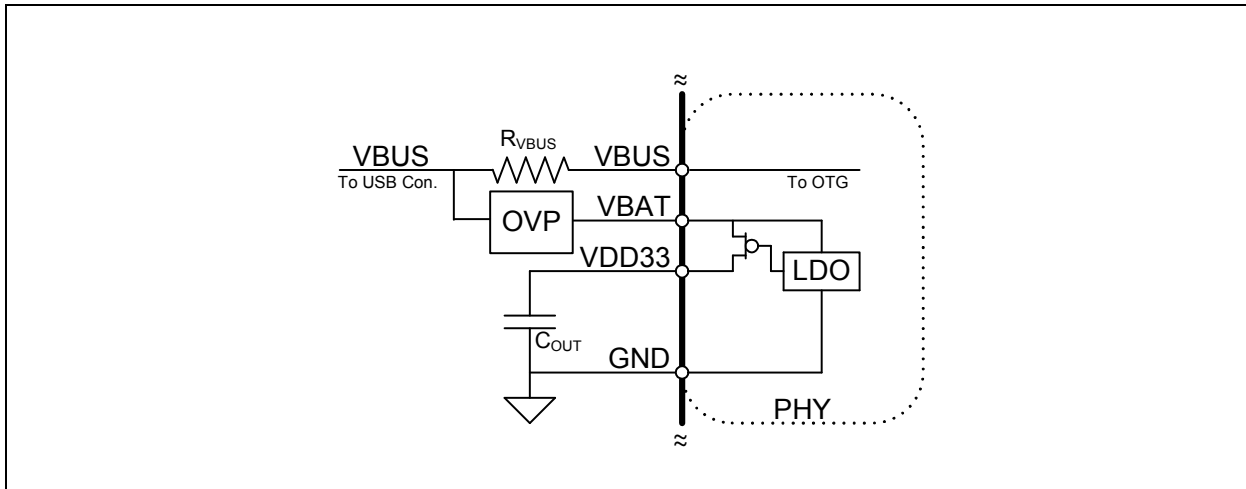 R_VBUS
VBUS VBUS
To USB Con. To OTG
OVP VBAT
VDD33 LDO
C_OUT
GND
PHY